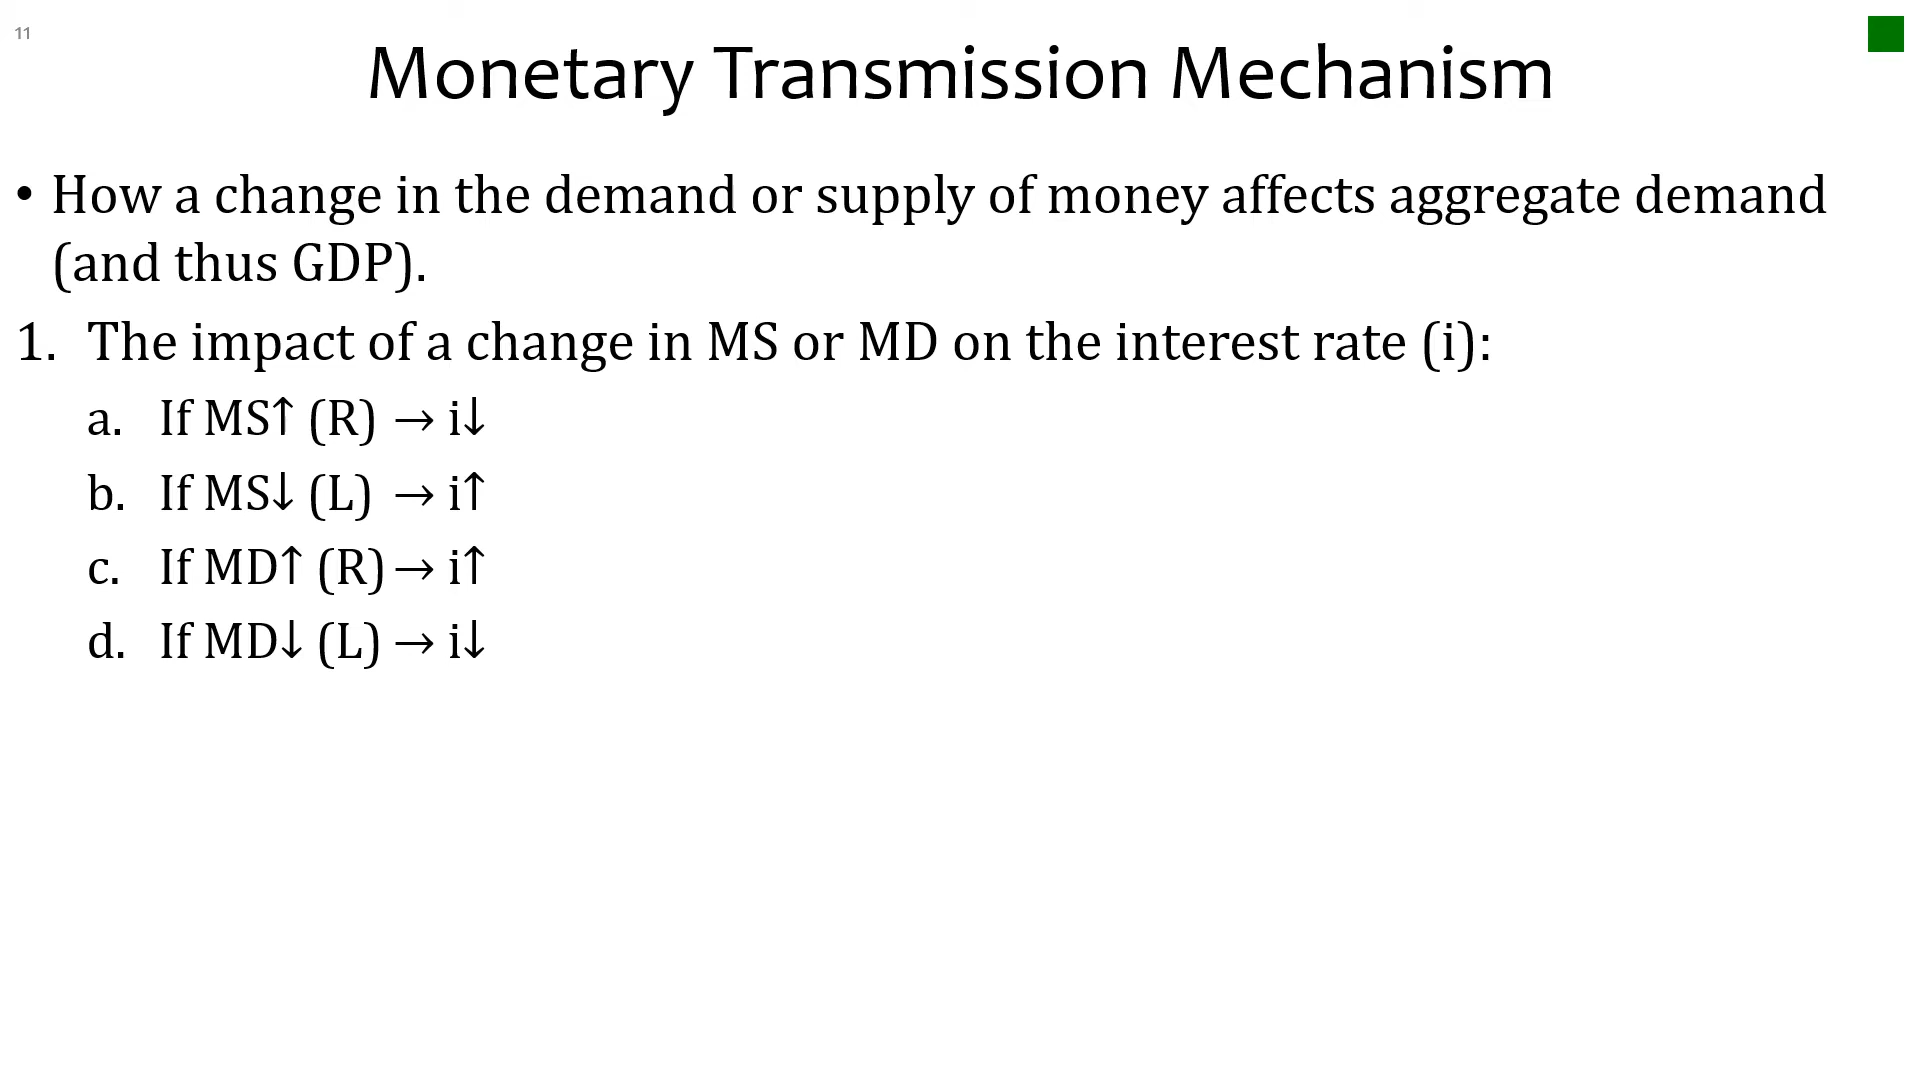 11
Monetary Transmission Mechanism
• How a change in the demand or supply of money affects aggregate demand
(and thus GDP).
1. The impact of a change in MS or MD on the interest rate (i):
a. If MS↑ (R) → i↓
b. If MS↓ (L) → i↑
c. If MD↑ (R) → i↑
d. If MD↓ (L) → i↓